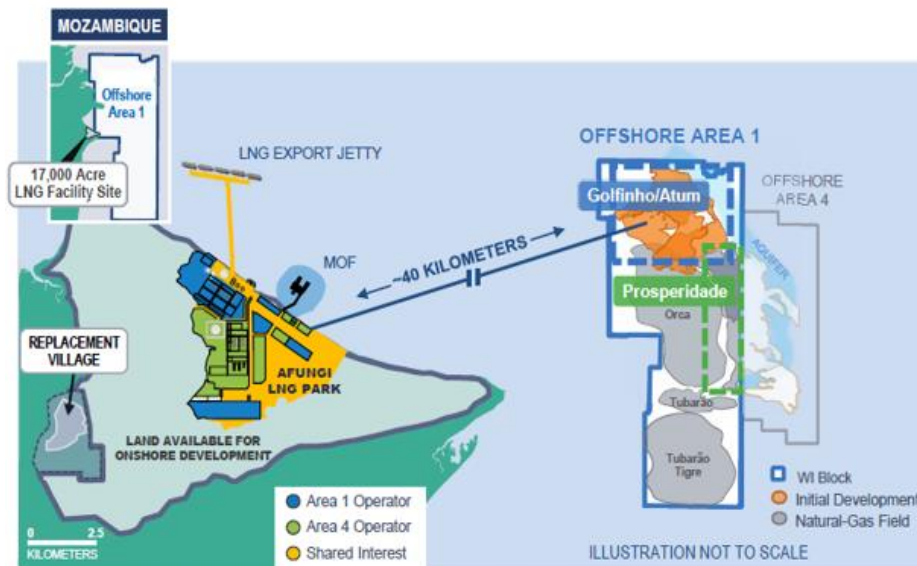 MOZAMBIQUE
Offshore
Area 1
17,000 Acre
LNG Facility Site
LNG EXPORT JETTY
MOF
~40 KILOMETERS
REPLACEMENT
VILLAGE
AFUNGI
LNG PARK
LAND AVAILABLE FOR
ONSHORE DEVELOPMENT
Area 1 Operator
Area 4 Operator
Shared Interest
0 2.5
KILOMETERS
OFFSHORE AREA 1
Golfinho/Atum
OFFSHORE
AREA 4
AQUIFER
Prosperidade
Orca
Tubarão
Tubarão
Tigre
WI Block
Initial Development
Natural-Gas Field
ILLUSTRATION NOT TO SCALE